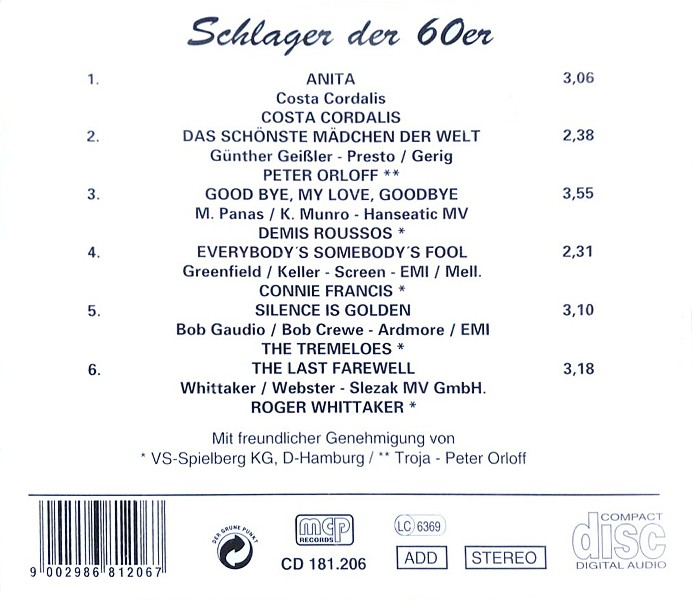 Schlager der 60er
1. ANITA 3,06
Costa Cordalis
COSTA CORDALIS
2. DAS SCHÖNSTE MÄDCHEN DER WELT 2,38
Günther Geißler - Presto / Gerig
PETER ORLOFF **
3. GOOD BYE, MY LOVE, GOODBYE 3,55
M. Panas / K. Munro - Hanseatic MV
DEMIS ROUSSOS *
4. EVERYBODY´S SOMEBODY´S FOOL 2,31
Greenfield / Keller - Screen - EMI / Mell.
CONNIE FRANCIS *
5. SILENCE IS GOLDEN 3,10
Bob Gaudio / Bob Crewe - Ardmore / EMI
THE TREMELOES *
6. THE LAST FAREWELL 3,18
Whittaker / Webster - Slezak MV GmbH.
ROGER WHITTAKER *
Mit freundlicher Genehmigung von
* VS-Spielberg KG, D-Hamburg / ** Troja - Peter Orloff
9 002986 812067
DER GRÜNE PUNKT
mcp
RECORDS
CD 181.206
LC 6369
ADD STEREO
COMPACT
disc
DIGITAL AUDIO